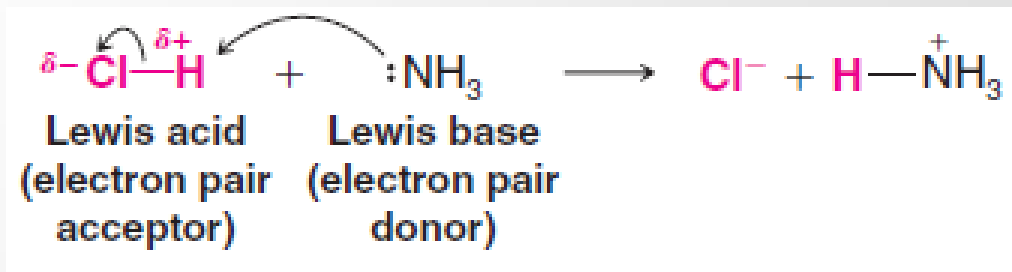 δ− Cl—H δ+ + :NH₃ ⟶ Cl⁻ + H—N⁺H₃
Lewis acid Lewis base
(electron pair (electron pair
acceptor) donor)